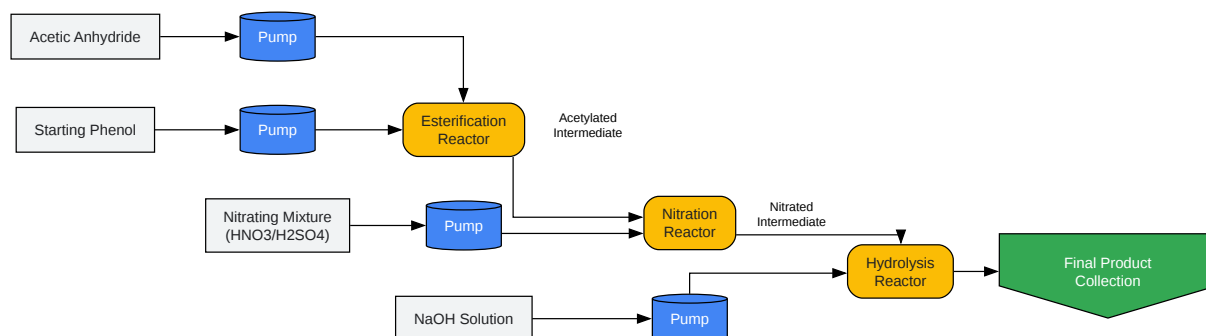 Acetic Anhydride
Pump
Starting Phenol
Pump
Esterification
Reactor
Acetylated
Intermediate
Nitrating Mixture
(HNO3/H2SO4)
Pump
Nitration
Reactor
Nitrated
Intermediate
Hydrolysis
Reactor
Final Product
Collection
NaOH Solution
Pump